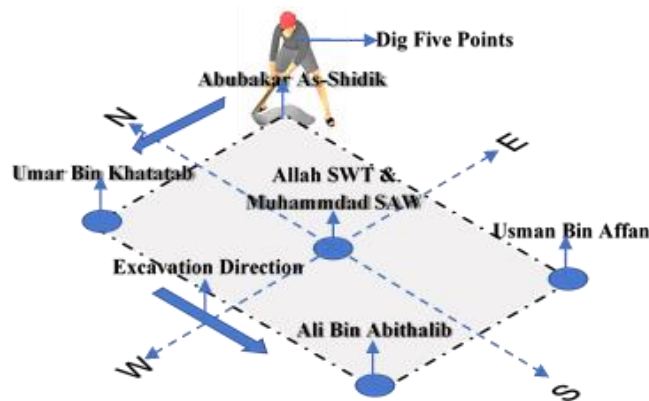 Dig Five Points
Abubakar As-Shidik
N
E
Umar Bin Khatatab
Allah SWT &.
Muhammdad SAW
Usman Bin Affan
Excavation Direction
Ali Bin Abithalib
W
S